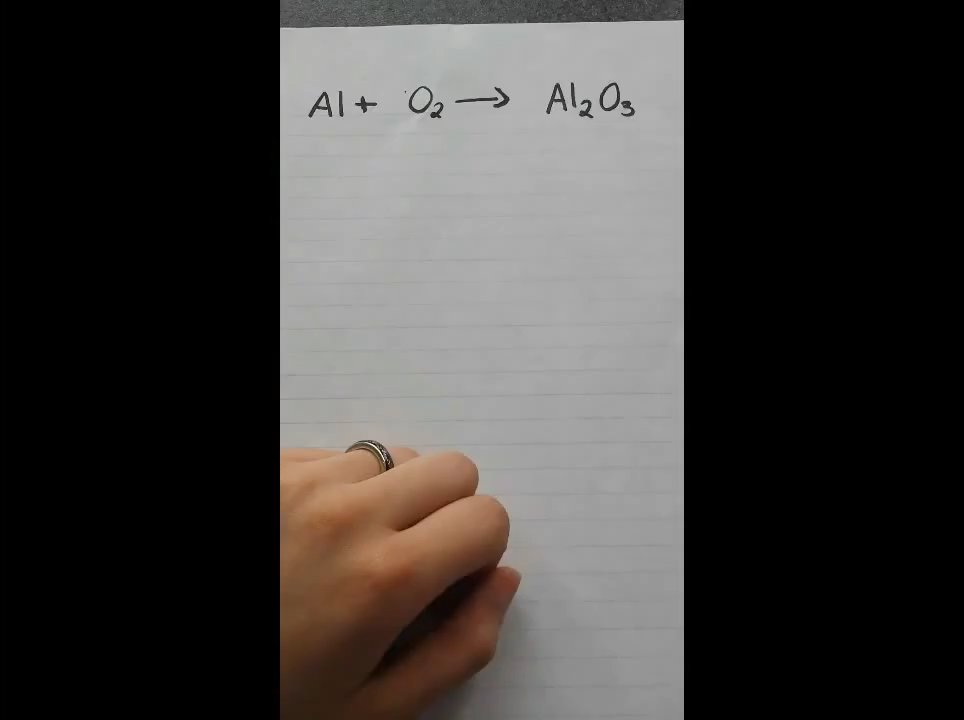 Al + O₂ → Al₂O₃